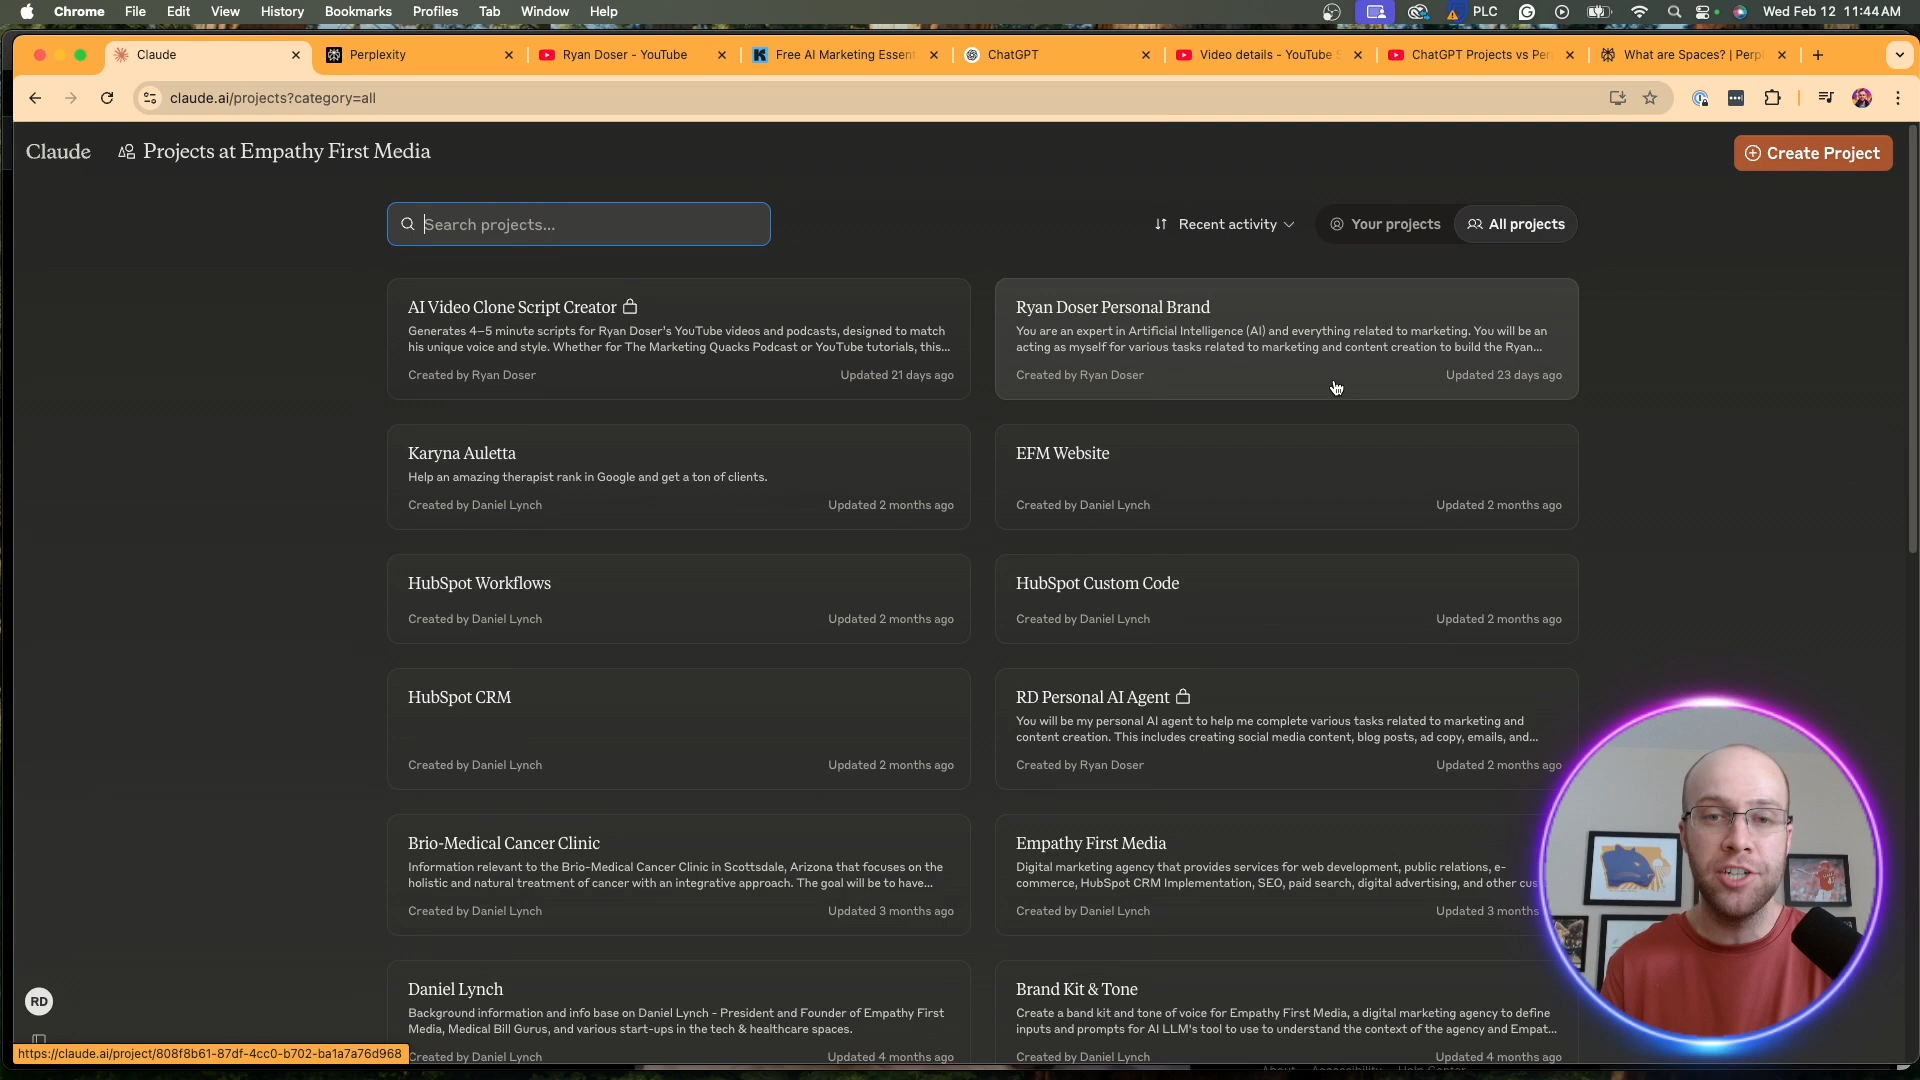 Chrome File Edit View History Bookmarks Profiles Tab Window Help PLC Wed Feb 12 11:44 AM
Claude Perplexity Ryan Doser - YouTube Free AI Marketing Essent ChatGPT Video details - YouTube S ChatGPT Projects vs Per What are Spaces? | Perpl
claude.ai/projects?category=all
Claude Projects at Empathy First Media Create Project
Search projects... Recent activity Your projects All projects
AI Video Clone Script Creator
Generates 4–5 minute scripts for Ryan Doser's YouTube videos and podcasts, designed to match
his unique voice and style. Whether for The Marketing Quacks Podcast or YouTube tutorials, this...
Created by Ryan Doser Updated 21 days ago
Ryan Doser Personal Brand
You are an expert in Artificial Intelligence (AI) and everything related to marketing. You will be an
acting as myself for various tasks related to marketing and content creation to build the Ryan...
Created by Ryan Doser Updated 23 days ago
Karyna Auletta
Help an amazing therapist rank in Google and get a ton of clients.
Created by Daniel Lynch Updated 2 months ago
EFM Website
Created by Daniel Lynch Updated 2 months ago
HubSpot Workflows
Created by Daniel Lynch Updated 2 months ago
HubSpot Custom Code
Created by Daniel Lynch Updated 2 months ago
HubSpot CRM
Created by Daniel Lynch Updated 2 months ago
RD Personal AI Agent
You will be my personal AI agent to help me complete various tasks related to marketing and
content creation. This includes creating social media content, blog posts, ad copy, emails, and...
Created by Ryan Doser Updated 2 months ago
Brio-Medical Cancer Clinic
Information relevant to the Brio-Medical Cancer Clinic in Scottsdale, Arizona that focuses on the
holistic and natural treatment of cancer with an integrative approach. The goal will be to have...
Created by Daniel Lynch Updated 3 months ago
Empathy First Media
Digital marketing agency that provides services for web development, public relations, e-
commerce, HubSpot CRM Implementation, SEO, paid search, digital advertising, and other cus
Created by Daniel Lynch Updated 3 months
Daniel Lynch
Background information and info base on Daniel Lynch - President and Founder of Empathy First
Media, Medical Bill Gurus, and various start-ups in the tech & healthcare spaces.
Created by Daniel Lynch Updated 4 months ago
Brand Kit & Tone
Create a band kit and tone of voice for Empathy First Media, a digital marketing agency to define
inputs and prompts for AI LLM's tool to use to understand the context of the agency and Empat...
Created by Daniel Lynch Updated 4 months ago
RD
https://claude.ai/project/808f8b61-87df-4cc0-b702-ba1a7a76d968